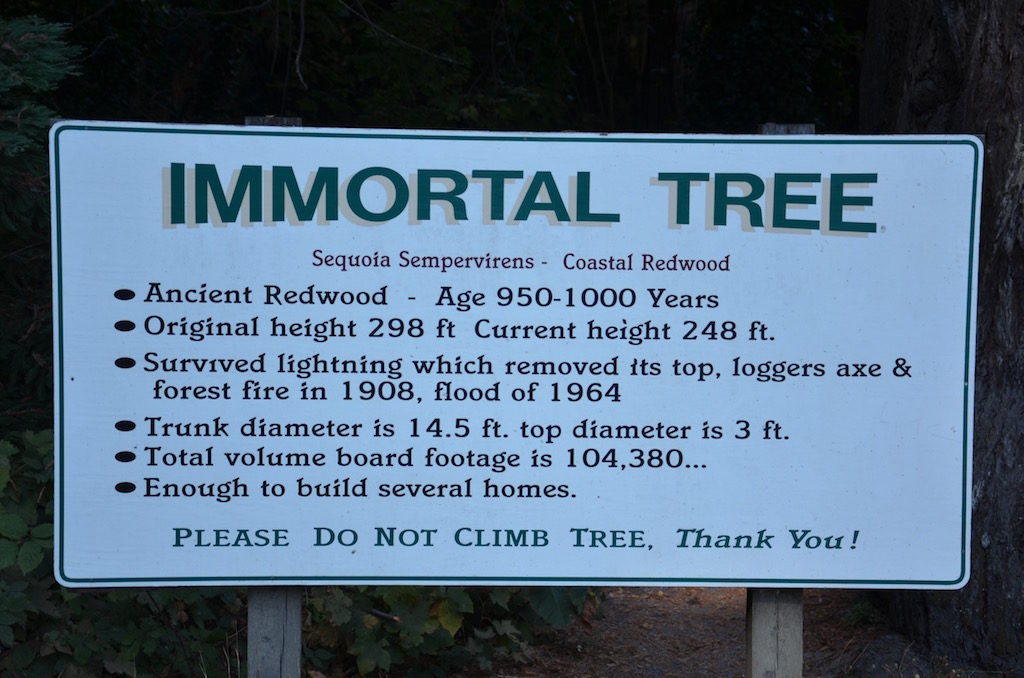 IMMORTAL TREE
Sequoia Sempervirens - Coastal Redwood
• Ancient Redwood - Age 950-1000 Years
• Original height 298 ft Current height 248 ft.
• Survived lightning which removed its top, loggers axe &
forest fire in 1908, flood of 1964
• Trunk diameter is 14.5 ft. top diameter is 3 ft.
• Total volume board footage is 104,380...
• Enough to build several homes.
PLEASE DO NOT CLIMB TREE, Thank You!